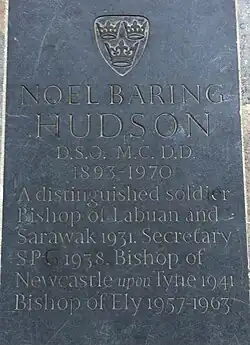 NOEL BARING
HUDSON
D.S.O. M.C. D.D.
1893-1970
A distinguished soldier
Bishop of Labuan and
Sarawak 1931. Secretary
SPG 1938. Bishop of
Newcastle upon Tyne 1941
Bishop of Ely 1957-1963